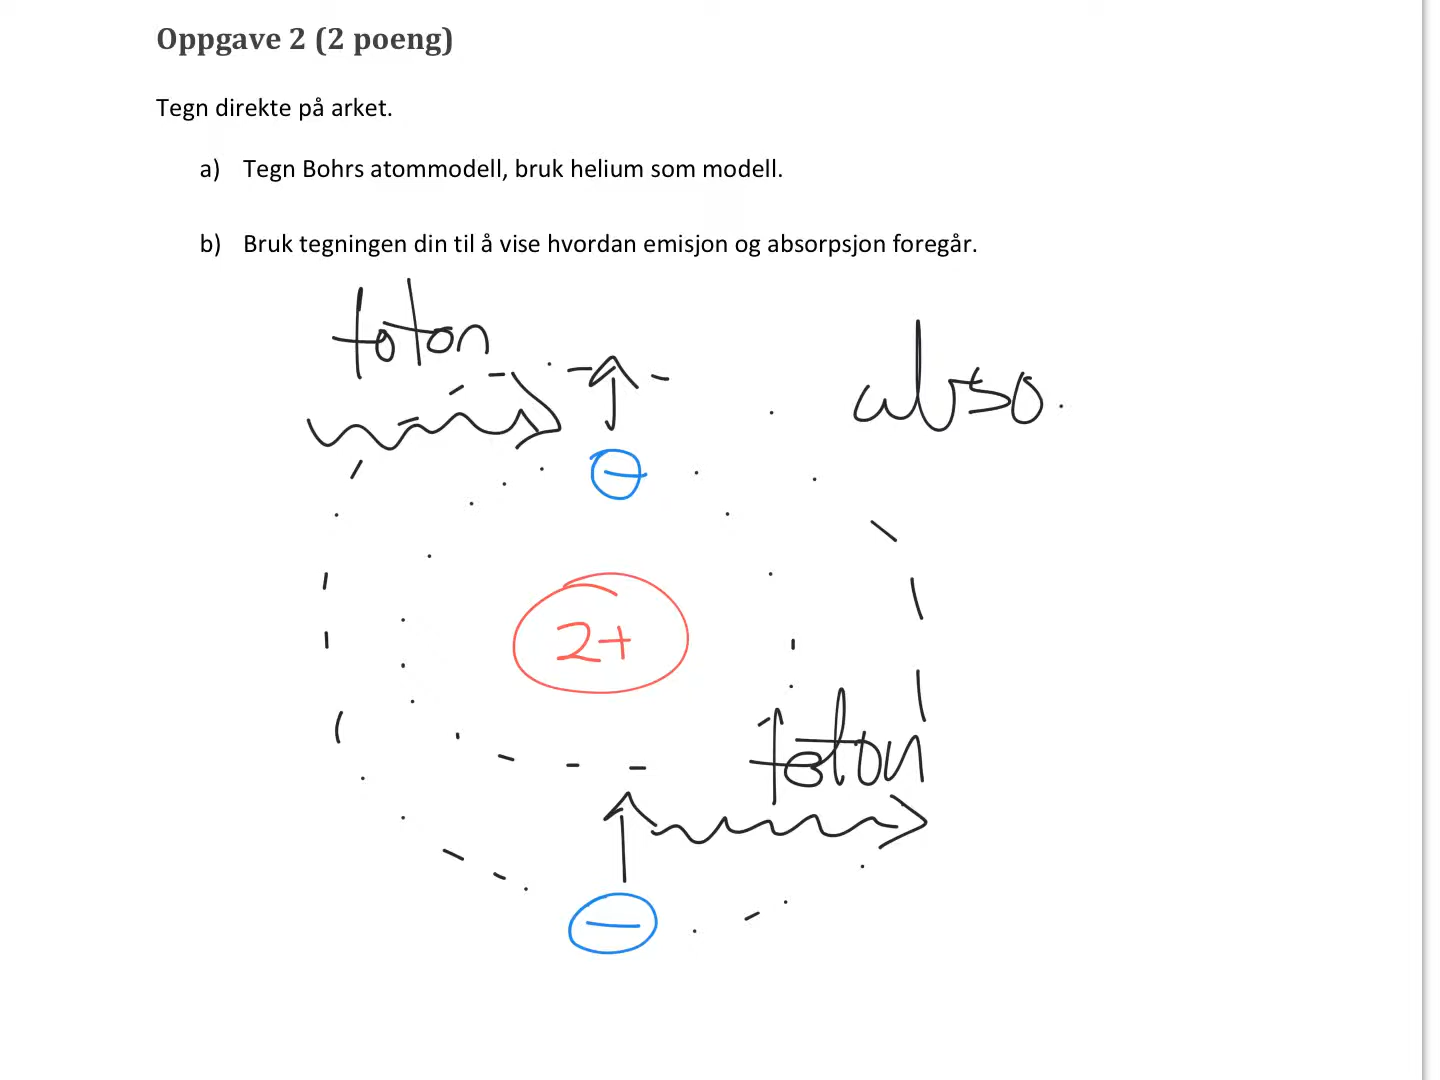 Oppgave 2 (2 poeng)
Tegn direkte på arket.
a) Tegn Bohrs atommodell, bruk helium som modell.
b) Bruk tegningen din til å vise hvordan emisjon og absorpsjon foregår.
foton
abso.
2+
foton